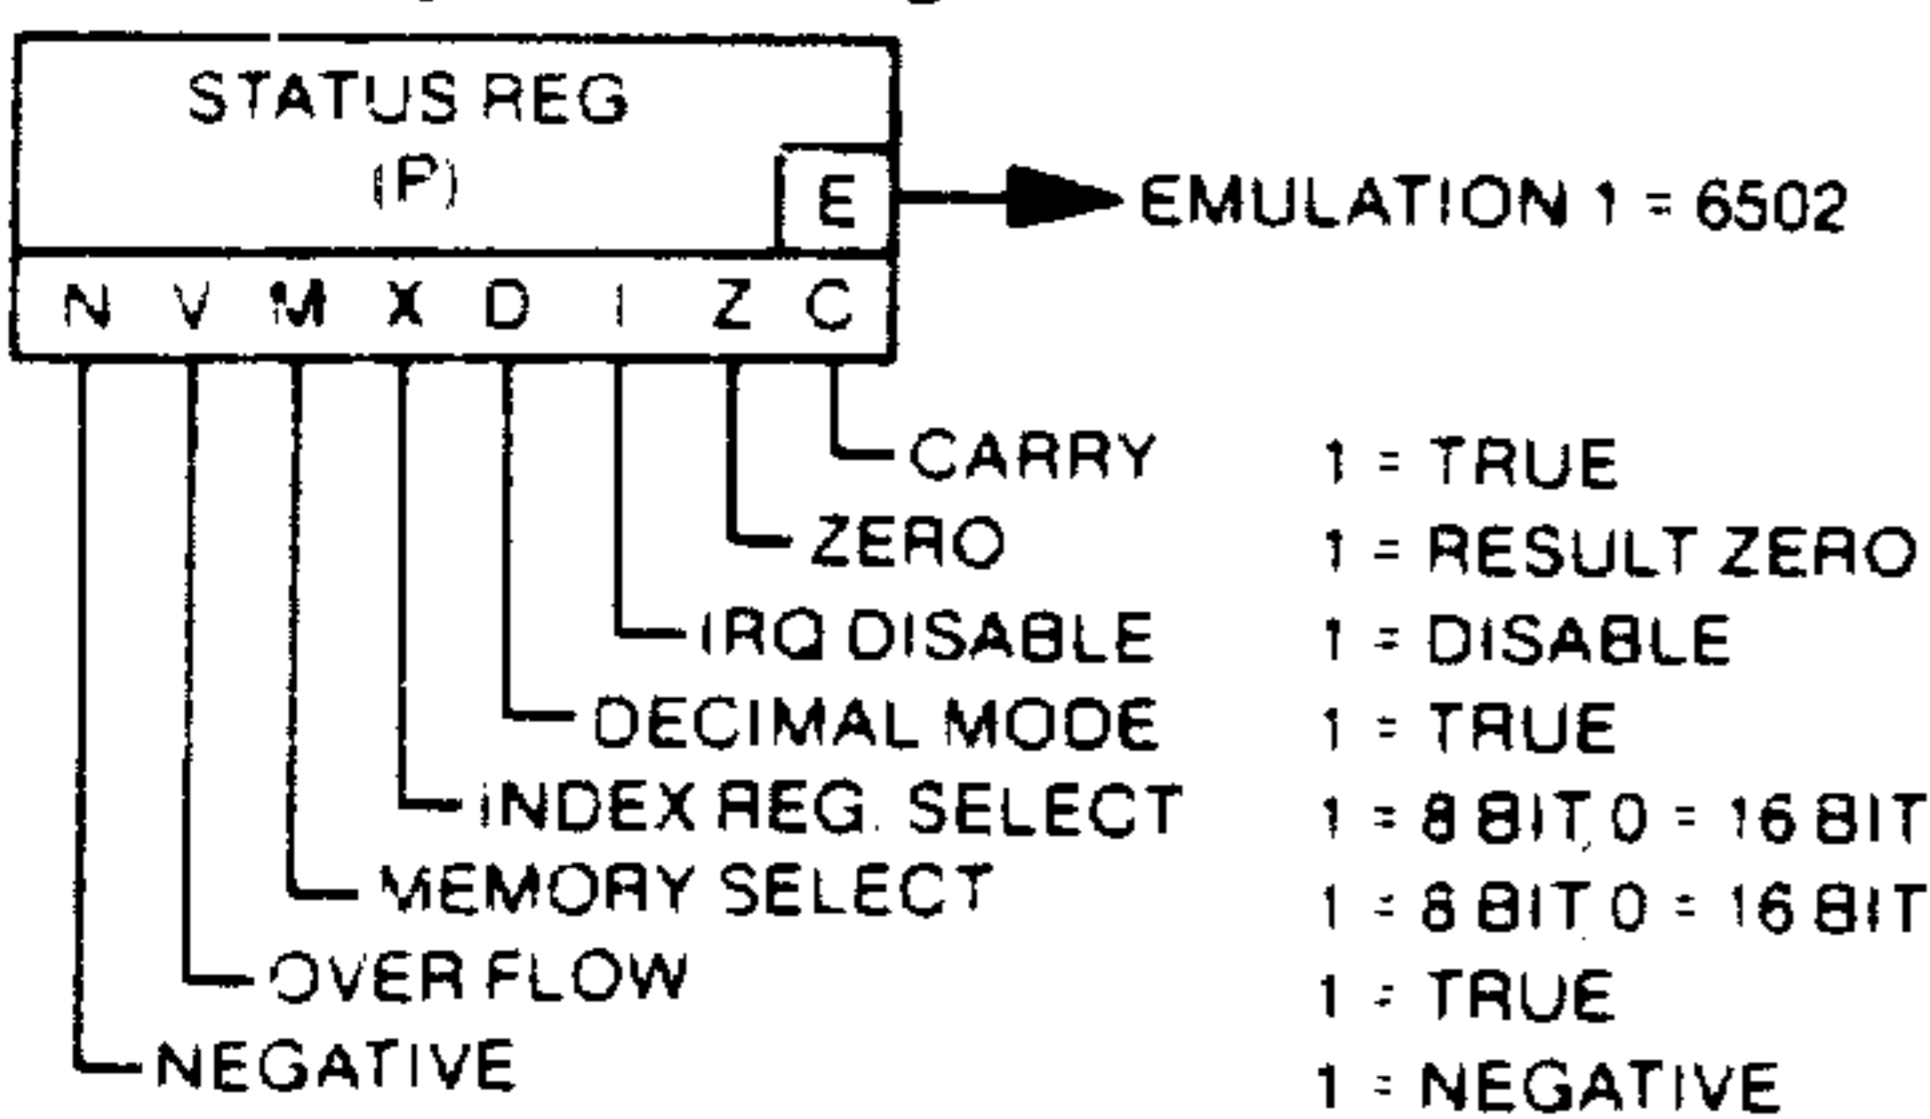 STATUS REG
(P)
E
EMULATION 1 = 6502
N V M X D I Z C
CARRY 1 = TRUE
ZERO 1 = RESULT ZERO
IRQ DISABLE 1 = DISABLE
DECIMAL MODE 1 = TRUE
INDEX REG. SELECT 1 = 8 BIT, 0 = 16 BIT
MEMORY SELECT 1 = 8 BIT, 0 = 16 BIT
OVER FLOW 1 = TRUE
NEGATIVE 1 = NEGATIVE